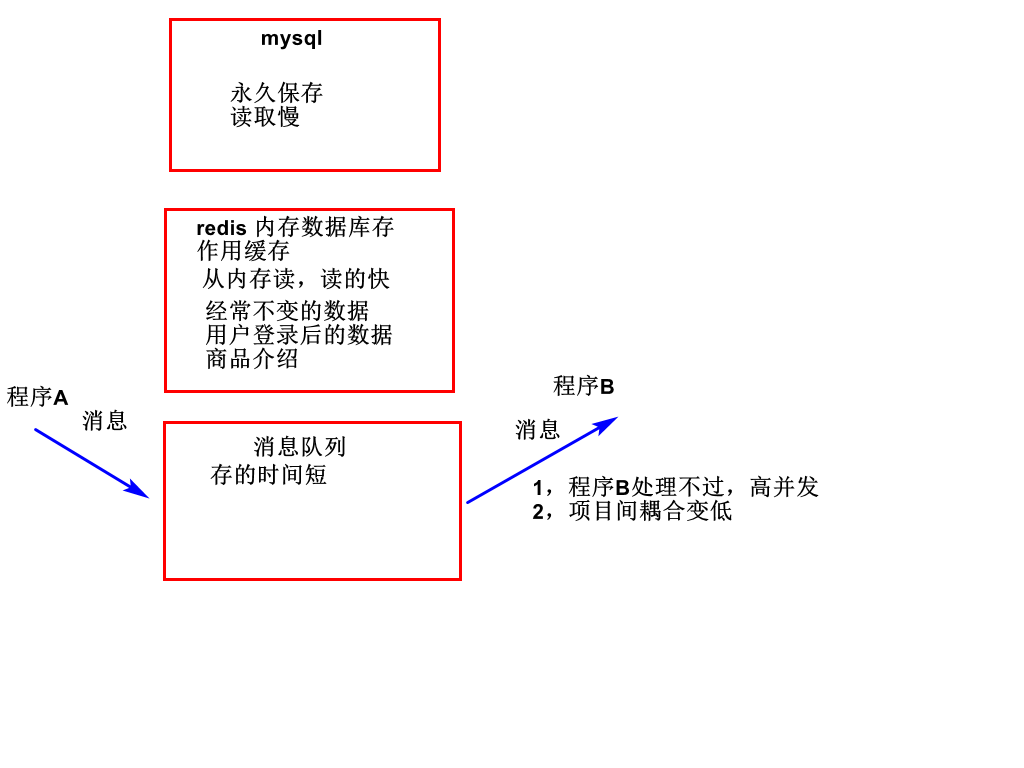 mysql
永久保存
读取慢
redis 内存数据库存
作用缓存
从内存读，读的快
经常不变的数据
用户登录后的数据
商品介绍
程序A
消息
消息队列
存的时间短
程序B
消息
1，程序B处理不过，高并发
2，项目间耦合变低